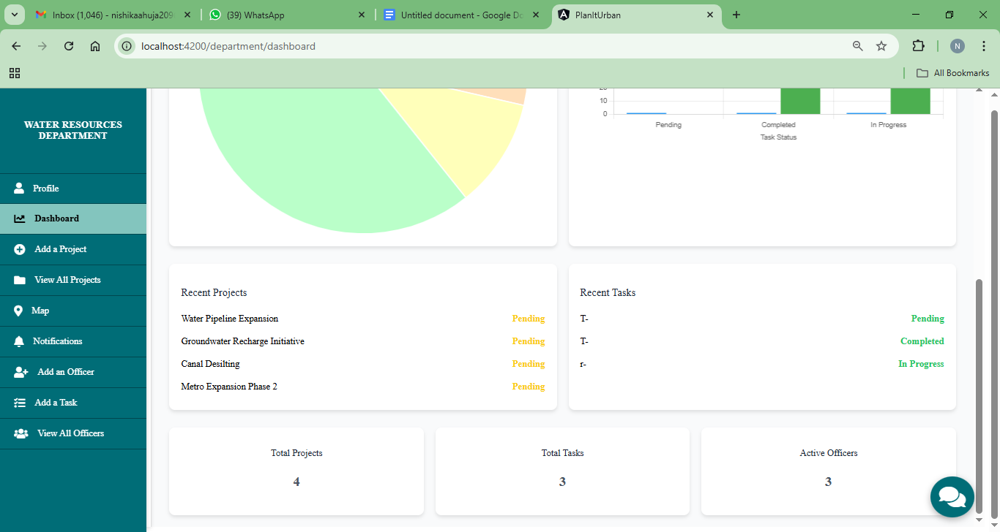 Inbox (1,046) - nishikaahuja209
(39) WhatsApp
Untitled document - Google Do
PlanItUrban
localhost:4200/department/dashboard
N
All Bookmarks
WATER RESOURCES
DEPARTMENT
Profile
Dashboard
Add a Project
View All Projects
Map
Notifications
Add an Officer
Add a Task
View All Officers
10
0
Pending
Completed
In Progress
Task Status
Recent Projects
Water Pipeline Expansion
Pending
Groundwater Recharge Initiative
Pending
Canal Desilting
Pending
Metro Expansion Phase 2
Pending
Recent Tasks
T-
Pending
T-
Completed
r-
In Progress
Total Projects
4
Total Tasks
3
Active Officers
3